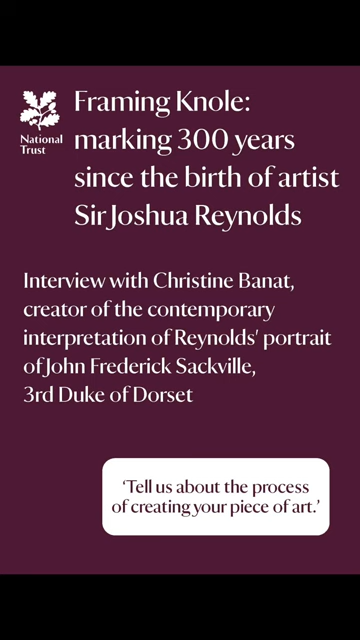 National
Trust
Framing Knole:
marking 300 years
since the birth of artist
Sir Joshua Reynolds
Interview with Christine Banat,
creator of the contemporary
interpretation of Reynolds' portrait
of John Frederick Sackville,
3rd Duke of Dorset
'Tell us about the process
of creating your piece of art.'